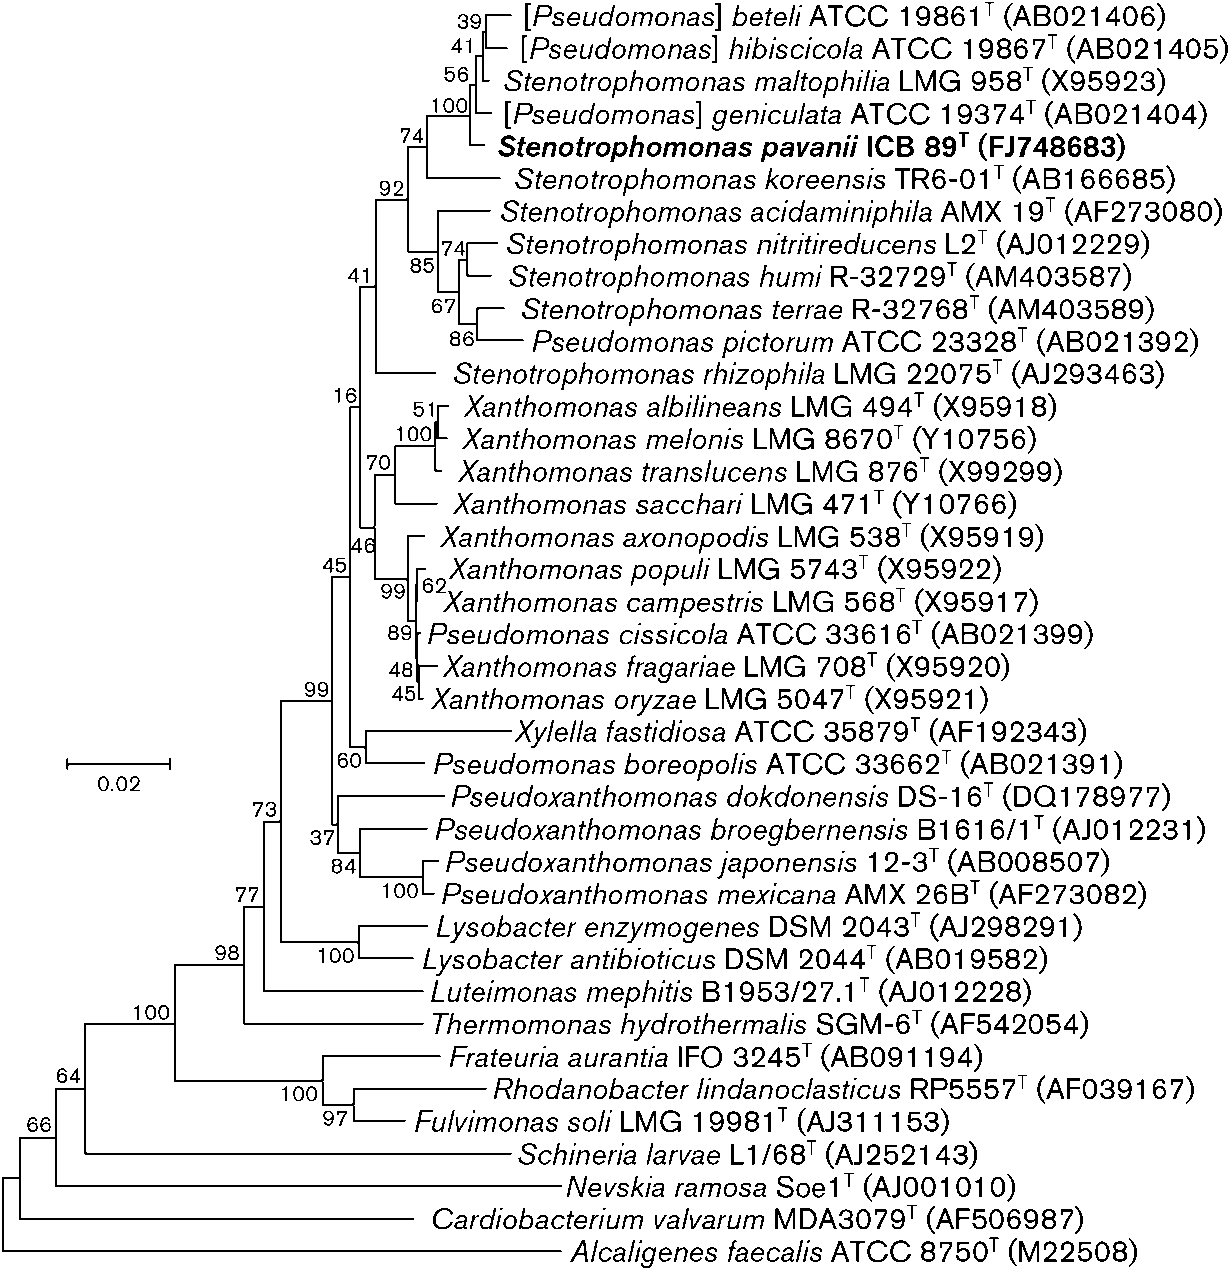 39 [Pseudomonas] beteli ATCC 19861T (AB021406)
41 [Pseudomonas] hibiscicola ATCC 19867T (AB021405)
56 Stenotrophomonas maltophilia LMG 958T (X95923)
100 [Pseudomonas] geniculata ATCC 19374T (AB021404)
74 Stenotrophomonas pavanii ICB 89T (FJ748683)
92 Stenotrophomonas koreensis TR6-01T (AB166685)
Stenotrophomonas acidaminiphila AMX 19T (AF273080)
85 74 Stenotrophomonas nitritireducens L2T (AJ012229)
41 Stenotrophomonas humi R-32729T (AM403587)
67 Stenotrophomonas terrae R-32768T (AM403589)
86 Pseudomonas pictorum ATCC 23328T (AB021392)
Stenotrophomonas rhizophila LMG 22075T (AJ293463)
16 51 Xanthomonas albilineans LMG 494T (X95918)
100 Xanthomonas melonis LMG 8670T (Y10756)
70 Xanthomonas translucens LMG 876T (X99299)
Xanthomonas sacchari LMG 471T (Y10766)
46 Xanthomonas axonopodis LMG 538T (X95919)
45 Xanthomonas populi LMG 5743T (X95922)
99 62 Xanthomonas campestris LMG 568T (X95917)
89 Pseudomonas cissicola ATCC 33616T (AB021399)
48 Xanthomonas fragariae LMG 708T (X95920)
99 45 Xanthomonas oryzae LMG 5047T (X95921)
Xylella fastidiosa ATCC 35879T (AF192343)
60 Pseudomonas boreopolis ATCC 33662T (AB021391)
0.02
Pseudoxanthomonas dokdonensis DS-16T (DQ178977)
73 37 Pseudoxanthomonas broegbernensis B1616/1T (AJ012231)
84 Pseudoxanthomonas japonensis 12-3T (AB008507)
77 100 Pseudoxanthomonas mexicana AMX 26BT (AF273082)
Lysobacter enzymogenes DSM 2043T (AJ298291)
98 100 Lysobacter antibioticus DSM 2044T (AB019582)
Luteimonas mephitis B1953/27.1T (AJ012228)
100 Thermomonas hydrothermalis SGM-6T (AF542054)
Frateuria aurantia IFO 3245T (AB091194)
64 100 Rhodanobacter lindanoclasticus RP5557T (AF039167)
66 97 Fulvimonas soli LMG 19981T (AJ311153)
Schineria larvae L1/68T (AJ252143)
Nevskia ramosa Soe1T (AJ001010)
Cardiobacterium valvarum MDA3079T (AF506987)
Alcaligenes faecalis ATCC 8750T (M22508)